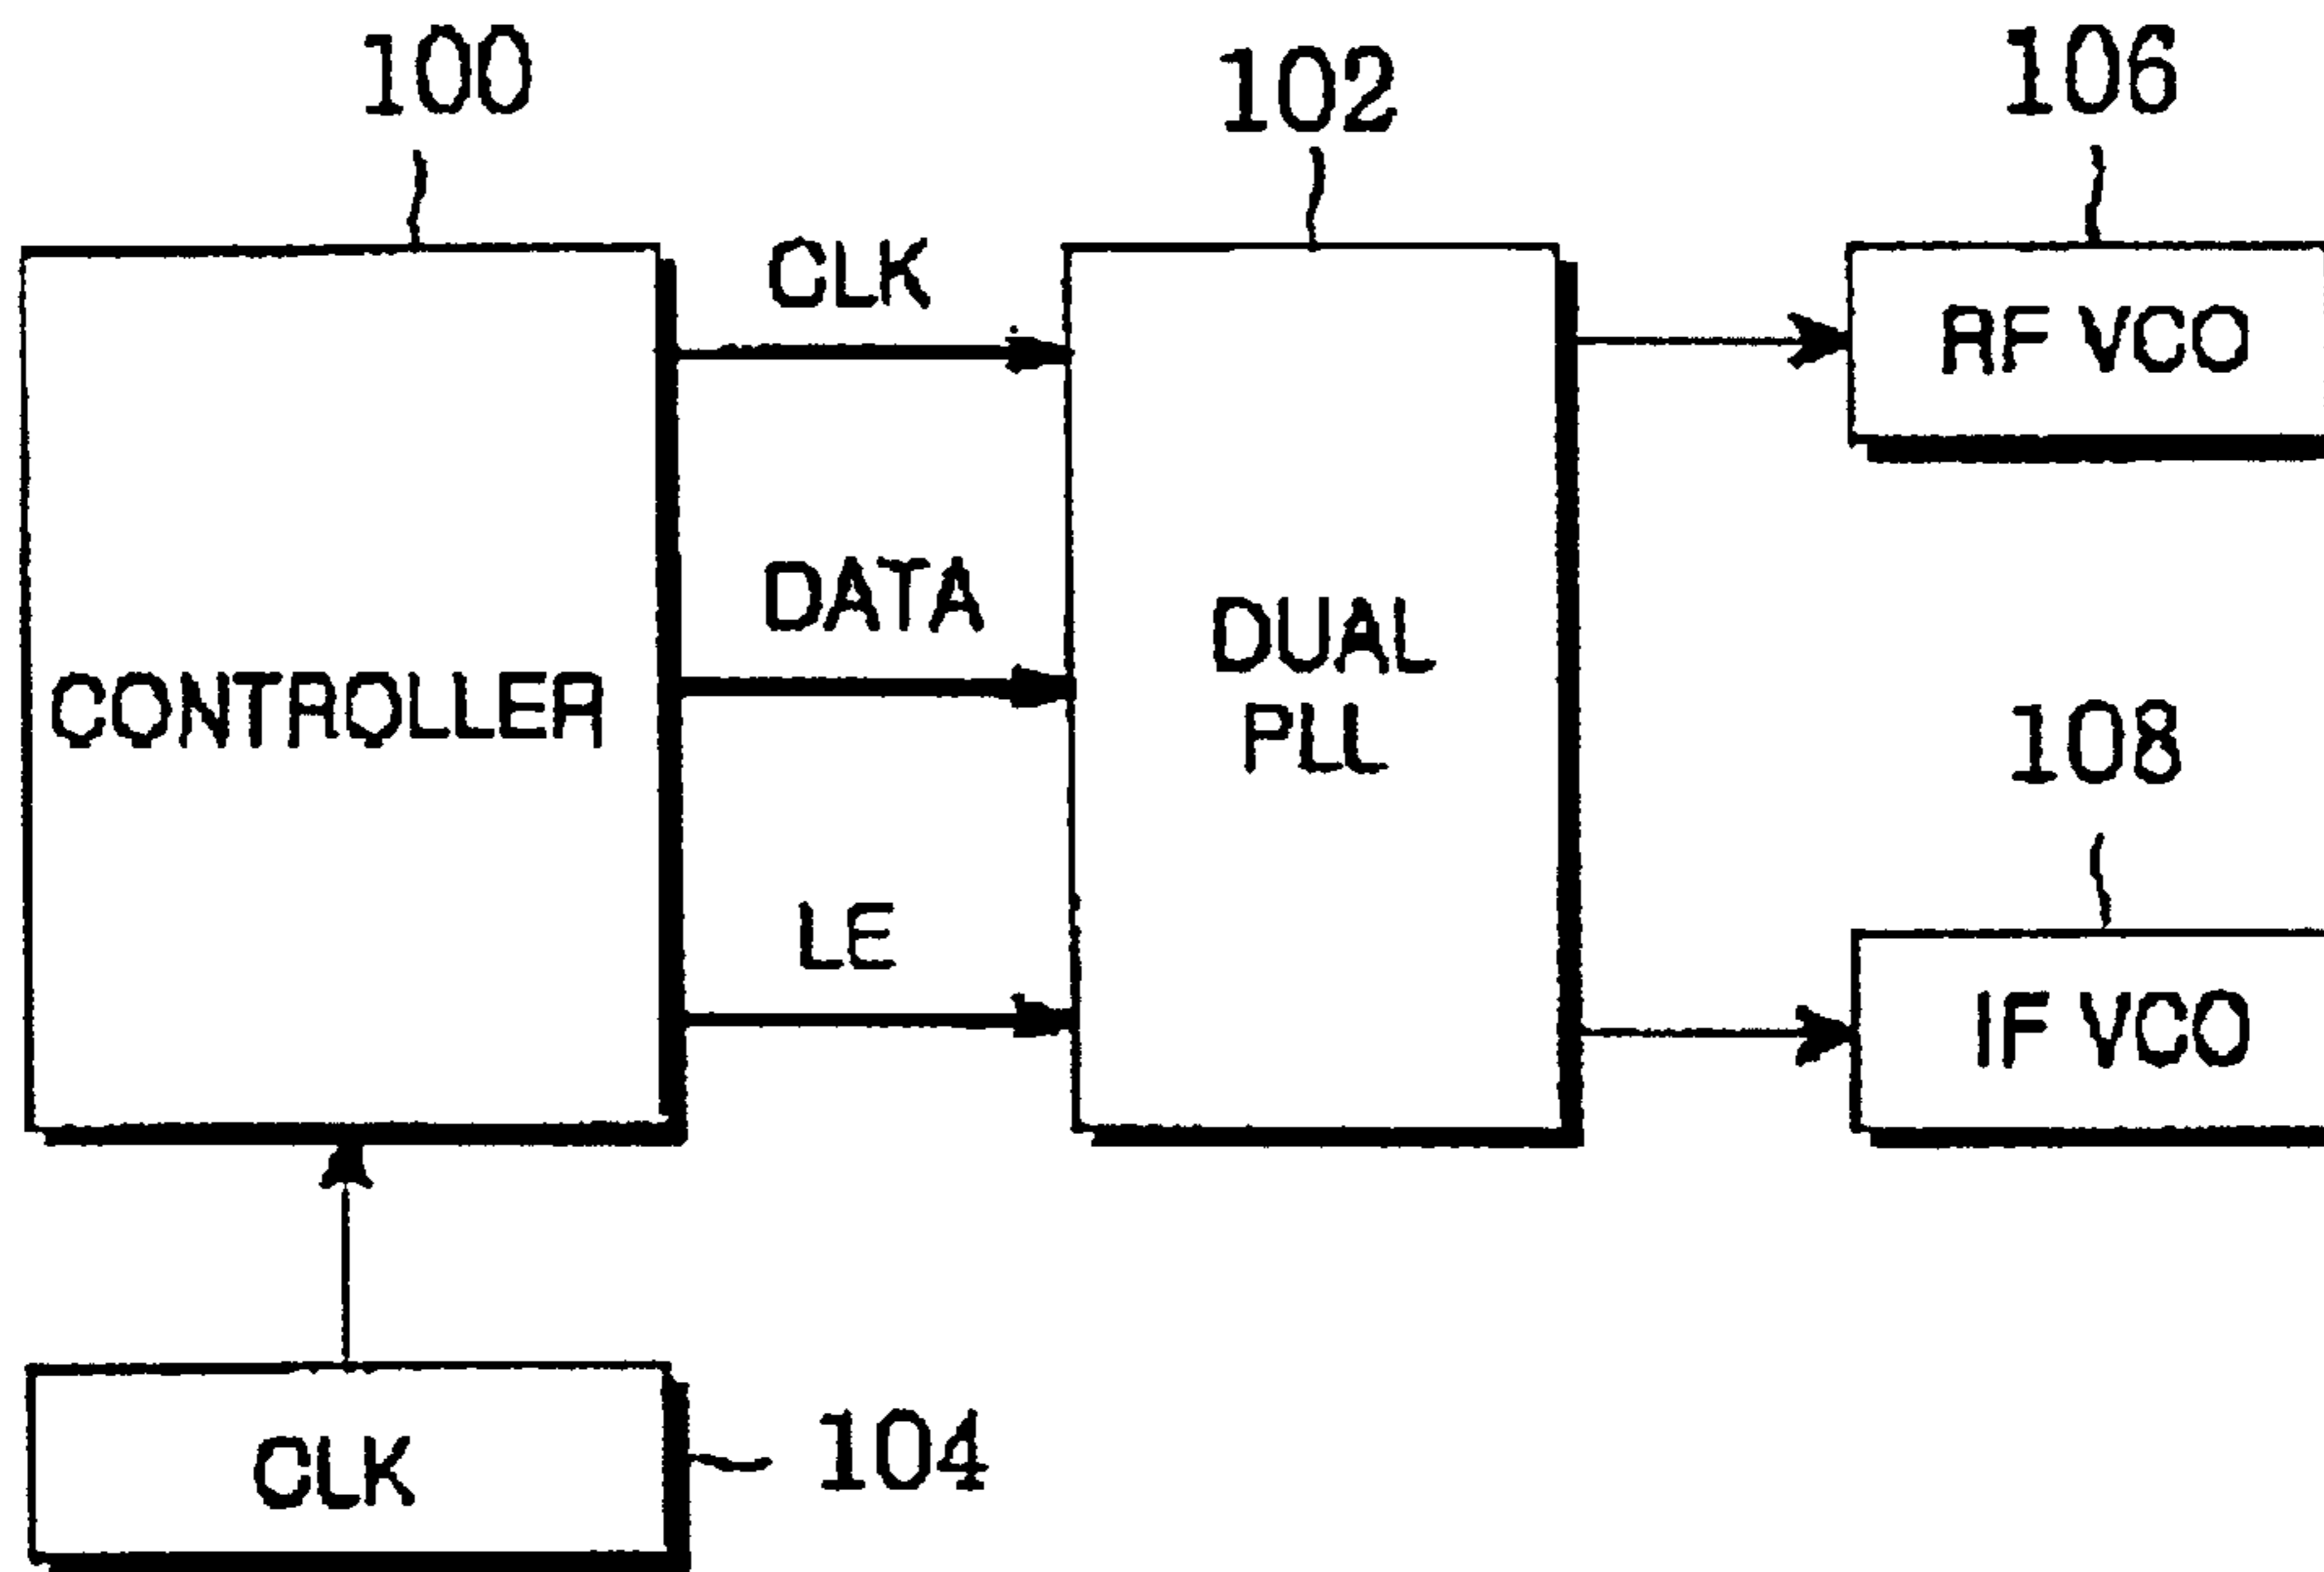 100
102
106
CLK
RF VCO
DATA
DUAL
PLL
CONTROLLER
108
LE
IF VCO
CLK
104